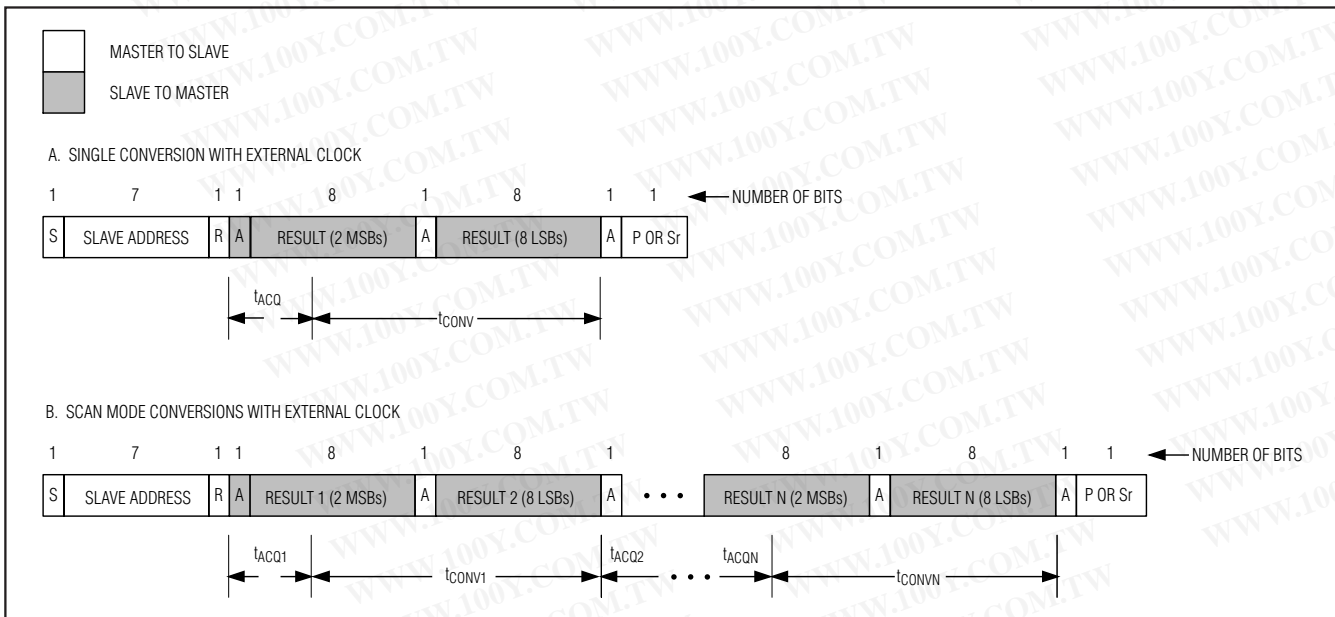 MASTER TO SLAVE
SLAVE TO MASTER
A. SINGLE CONVERSION WITH EXTERNAL CLOCK
1 7 1 1 8 1 8 1 1 NUMBER OF BITS
S SLAVE ADDRESS R A RESULT (2 MSBs) A RESULT (8 LSBs) A P OR Sr
tACQ
tCONV
B. SCAN MODE CONVERSIONS WITH EXTERNAL CLOCK
1 7 1 1 8 1 8 1 8 1 8 1 1 NUMBER OF BITS
S SLAVE ADDRESS R A RESULT 1 (2 MSBs) A RESULT 2 (8 LSBs) A • • • RESULT N (2 MSBs) A RESULT N (8 LSBs) A P OR Sr
tACQ1 tACQ2 tACQN
tCONV1 • • • tCONVN
WWW.100Y.COM.TW